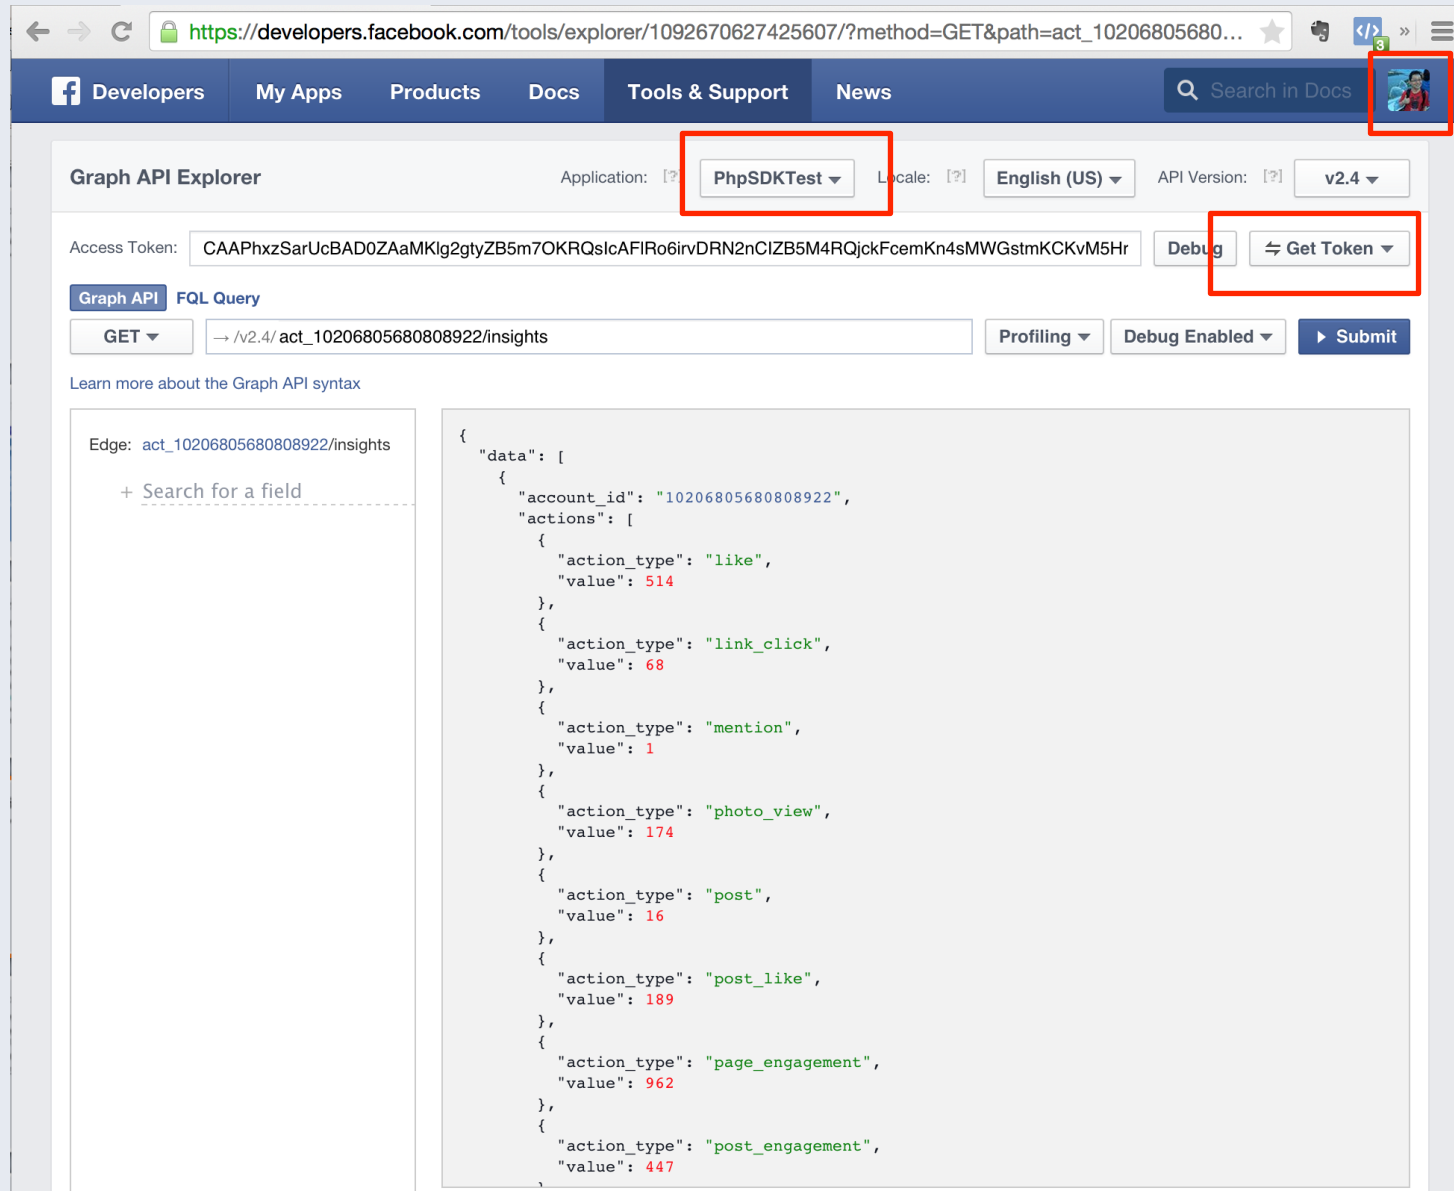 https://developers.facebook.com/tools/explorer/1092670627425607/?method=GET&path=act_10206805680...
3
Developers My Apps Products Docs Tools & Support News Search in Docs
Graph API Explorer Application: [?] PhpSDKTest Locale: [?] English (US) API Version: [?] v2.4
Access Token: CAAPhxzSarUcBAD0ZAaMKlg2gtyZB5m7OKRQsIcAFlRo6irvDRN2nCIZB5M4RQjckFcemKn4sMWGstmKCKvM5Hr Debug Get Token
Graph API FQL Query
GET → /v2.4/ act_10206805680808922/insights Profiling Debug Enabled Submit
Learn more about the Graph API syntax
Edge: act_10206805680808922/insights
+ Search for a field
{
"data": [
{
"account_id": "10206805680808922",
"actions": [
{
"action_type": "like",
"value": 514
},
{
"action_type": "link_click",
"value": 68
},
{
"action_type": "mention",
"value": 1
},
{
"action_type": "photo_view",
"value": 174
},
{
"action_type": "post",
"value": 16
},
{
"action_type": "post_like",
"value": 189
},
{
"action_type": "page_engagement",
"value": 962
},
{
"action_type": "post_engagement",
"value": 447